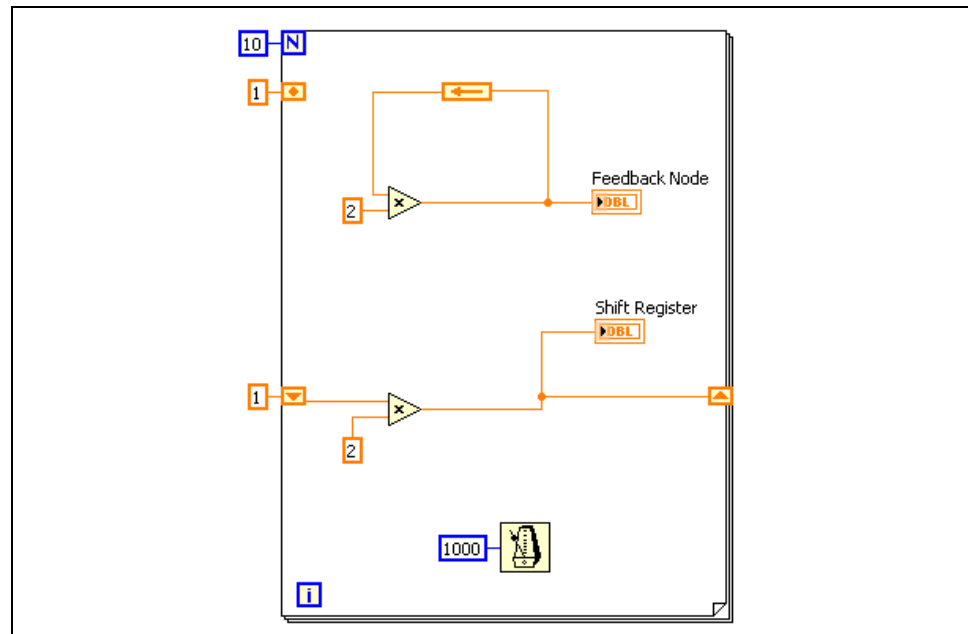 10 N
1
Feedback Node
2 x DBL
Shift Register
DBL
1
x
2
1000
i